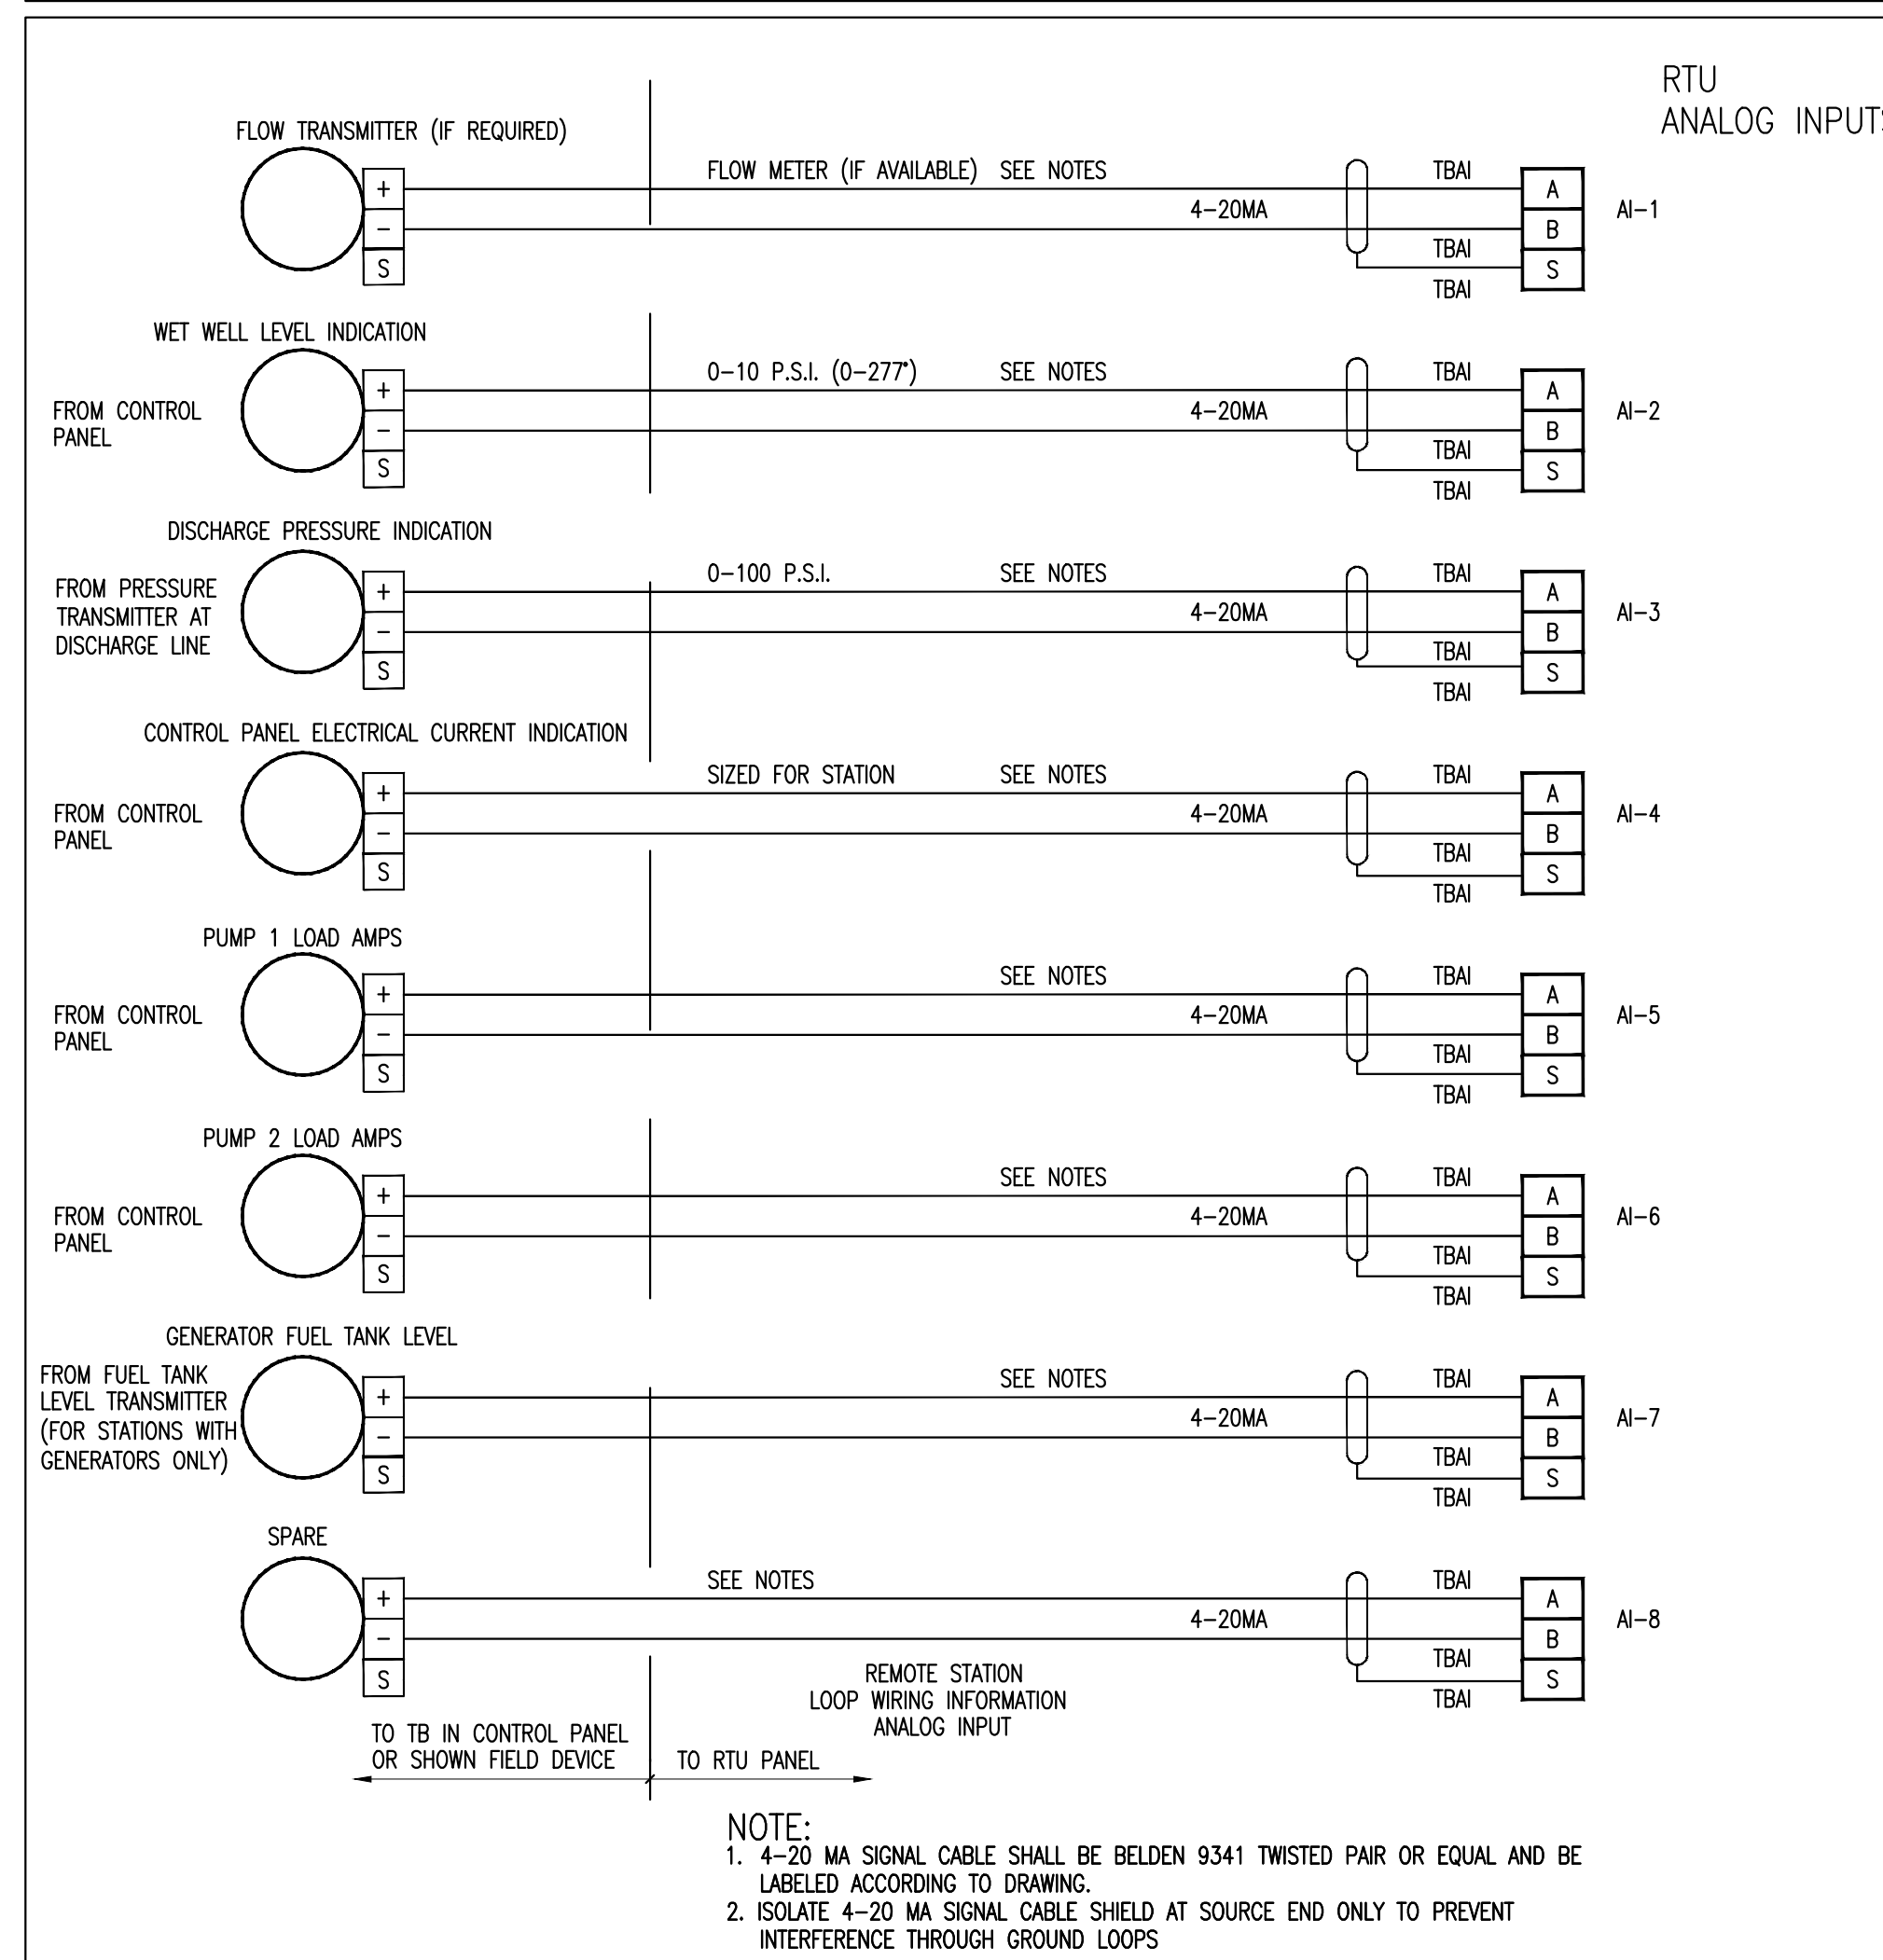 RTU
ANALOG INPUTS
FLOW TRANSMITTER (IF REQUIRED)
+
-
S
FLOW METER (IF AVAILABLE) SEE NOTES
4-20MA
TBAI
TBAI
TBAI
A
B
S
AI-1
WET WELL LEVEL INDICATION
FROM CONTROL
PANEL
+
-
S
0-10 P.S.I. (0-277") SEE NOTES
4-20MA
TBAI
TBAI
TBAI
A
B
S
AI-2
DISCHARGE PRESSURE INDICATION
FROM PRESSURE
TRANSMITTER AT
DISCHARGE LINE
+
-
S
0-100 P.S.I. SEE NOTES
4-20MA
TBAI
TBAI
TBAI
A
B
S
AI-3
CONTROL PANEL ELECTRICAL CURRENT INDICATION
FROM CONTROL
PANEL
+
-
S
SIZED FOR STATION SEE NOTES
4-20MA
TBAI
TBAI
TBAI
A
B
S
AI-4
PUMP 1 LOAD AMPS
FROM CONTROL
PANEL
+
-
S
SEE NOTES
4-20MA
TBAI
TBAI
TBAI
A
B
S
AI-5
PUMP 2 LOAD AMPS
FROM CONTROL
PANEL
+
-
S
SEE NOTES
4-20MA
TBAI
TBAI
TBAI
A
B
S
AI-6
GENERATOR FUEL TANK LEVEL
FROM FUEL TANK
LEVEL TRANSMITTER
(FOR STATIONS WITH
GENERATORS ONLY)
+
-
S
SEE NOTES
4-20MA
TBAI
TBAI
TBAI
A
B
S
AI-7
SPARE
+
-
S
SEE NOTES
4-20MA
TBAI
TBAI
TBAI
A
B
S
AI-8
REMOTE STATION
LOOP WIRING INFORMATION
ANALOG INPUT
TO TB IN CONTROL PANEL
OR SHOWN FIELD DEVICE
TO RTU PANEL
NOTE:
1. 4-20 MA SIGNAL CABLE SHALL BE BELDEN 9341 TWISTED PAIR OR EQUAL AND BE
LABELED ACCORDING TO DRAWING.
2. ISOLATE 4-20 MA SIGNAL CABLE SHIELD AT SOURCE END ONLY TO PREVENT
INTERFERENCE THROUGH GROUND LOOPS